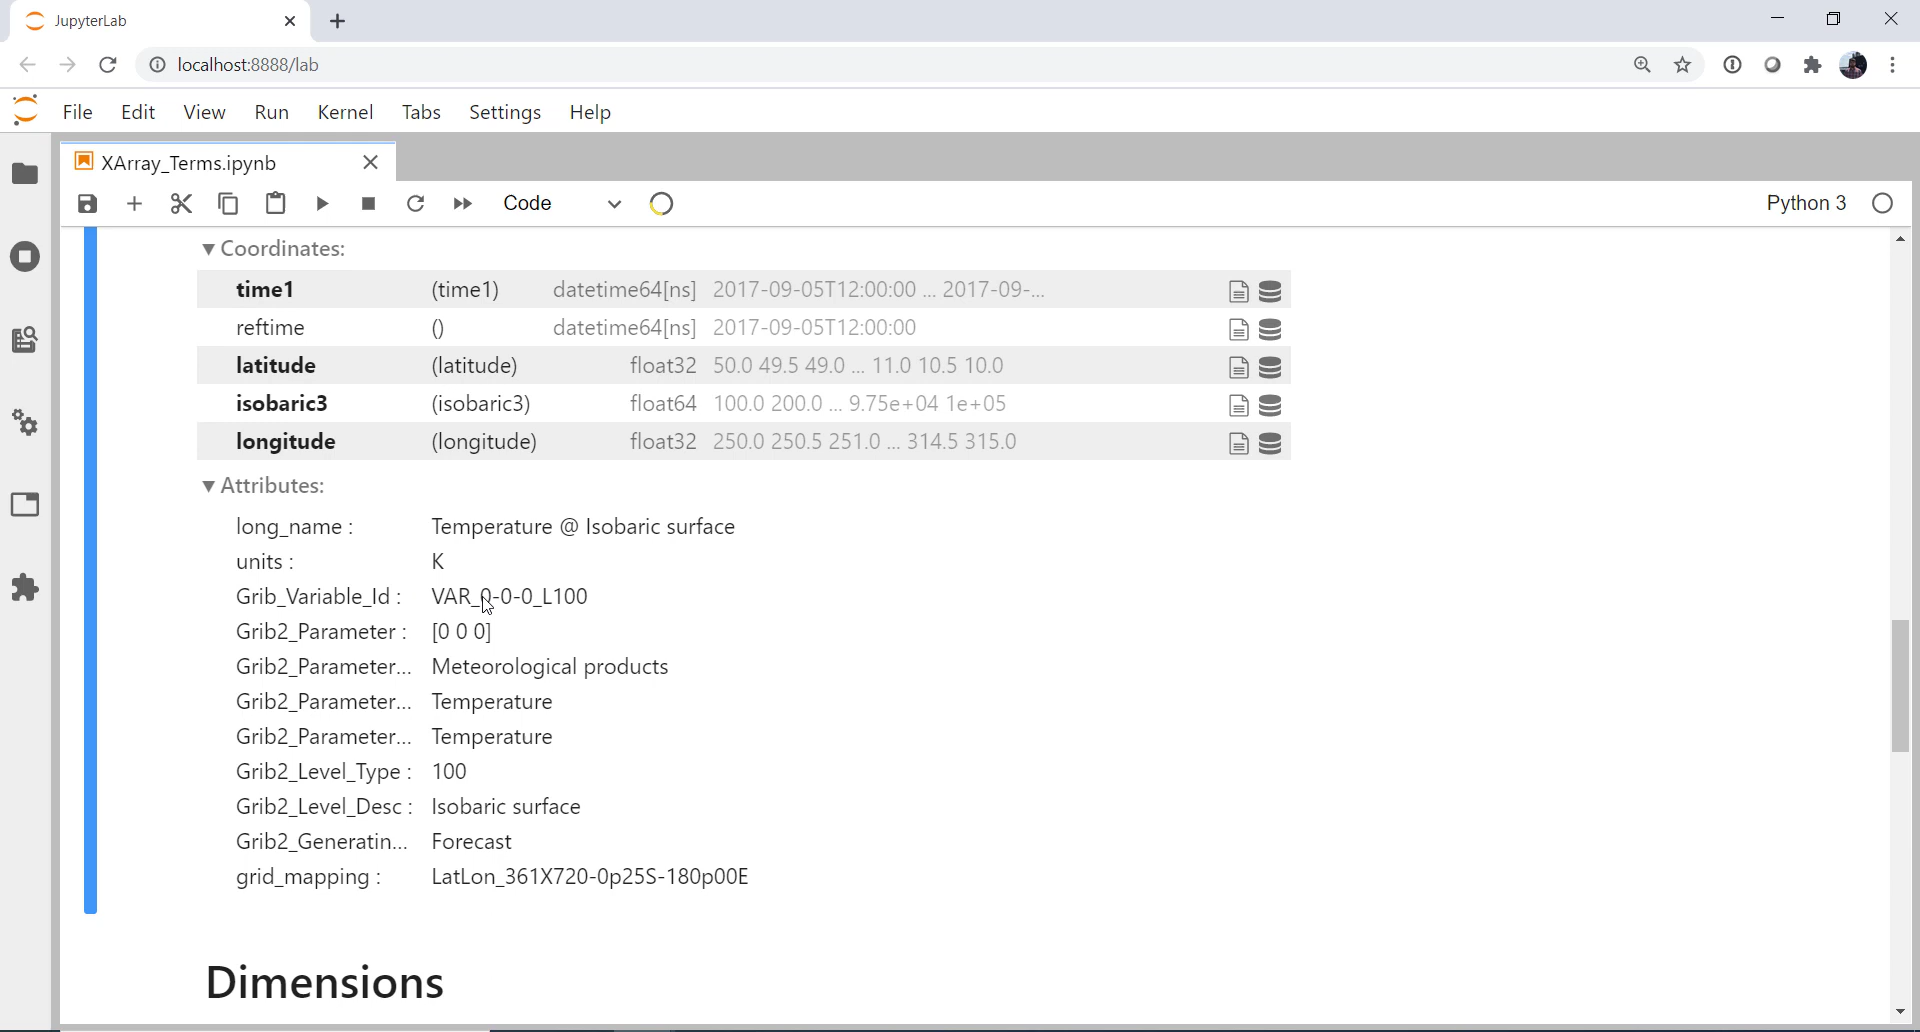 JupyterLab
localhost:8888/lab
File Edit View Run Kernel Tabs Settings Help
XArray_Terms.ipynb
Code Python 3
Coordinates:
time1 (time1) datetime64[ns] 2017-09-05T12:00:00 ... 2017-09-...
reftime () datetime64[ns] 2017-09-05T12:00:00
latitude (latitude) float32 50.0 49.5 49.0 ... 11.0 10.5 10.0
isobaric3 (isobaric3) float64 100.0 200.0 ... 9.75e+04 1e+05
longitude (longitude) float32 250.0 250.5 251.0 ... 314.5 315.0
Attributes:
long_name : Temperature @ Isobaric surface
units : K
Grib_Variable_Id : VAR_0-0-0_L100
Grib2_Parameter : [0 0 0]
Grib2_Parameter... Meteorological products
Grib2_Parameter... Temperature
Grib2_Parameter... Temperature
Grib2_Level_Type : 100
Grib2_Level_Desc : Isobaric surface
Grib2_Generatin... Forecast
grid_mapping : LatLon_361X720-0p25S-180p00E
Dimensions